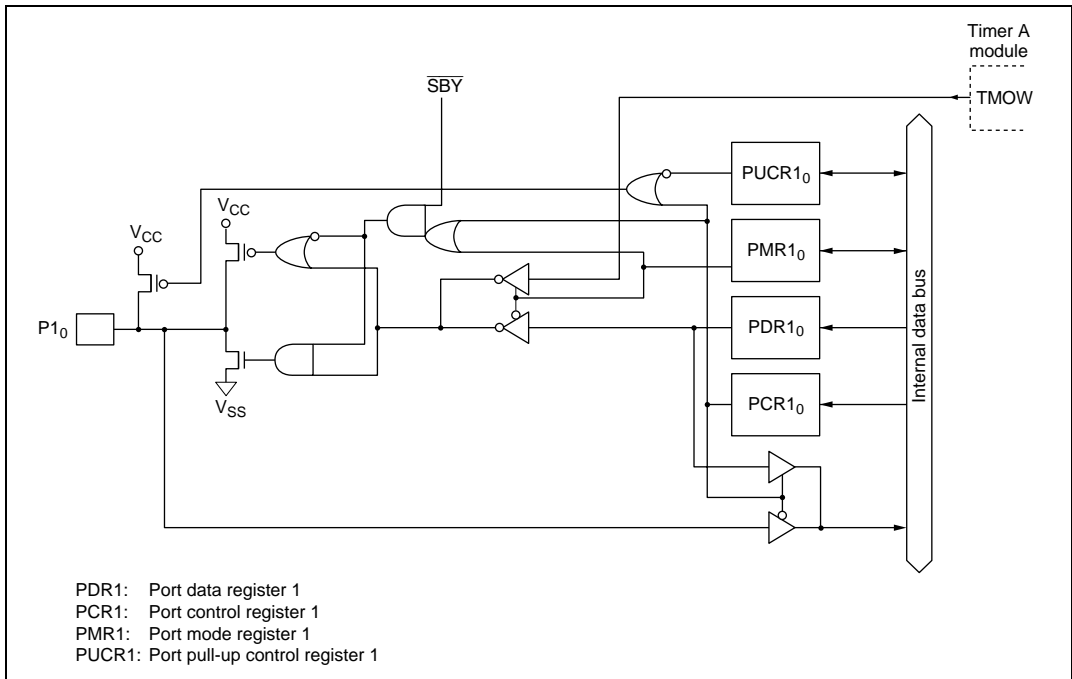 Timer A
module
SBY
TMOW
PUCR1₀
VCC
VCC
PMR1₀
P1₀
PDR1₀
Internal data bus
VSS
PCR1₀
PDR1: Port data register 1
PCR1: Port control register 1
PMR1: Port mode register 1
PUCR1: Port pull-up control register 1